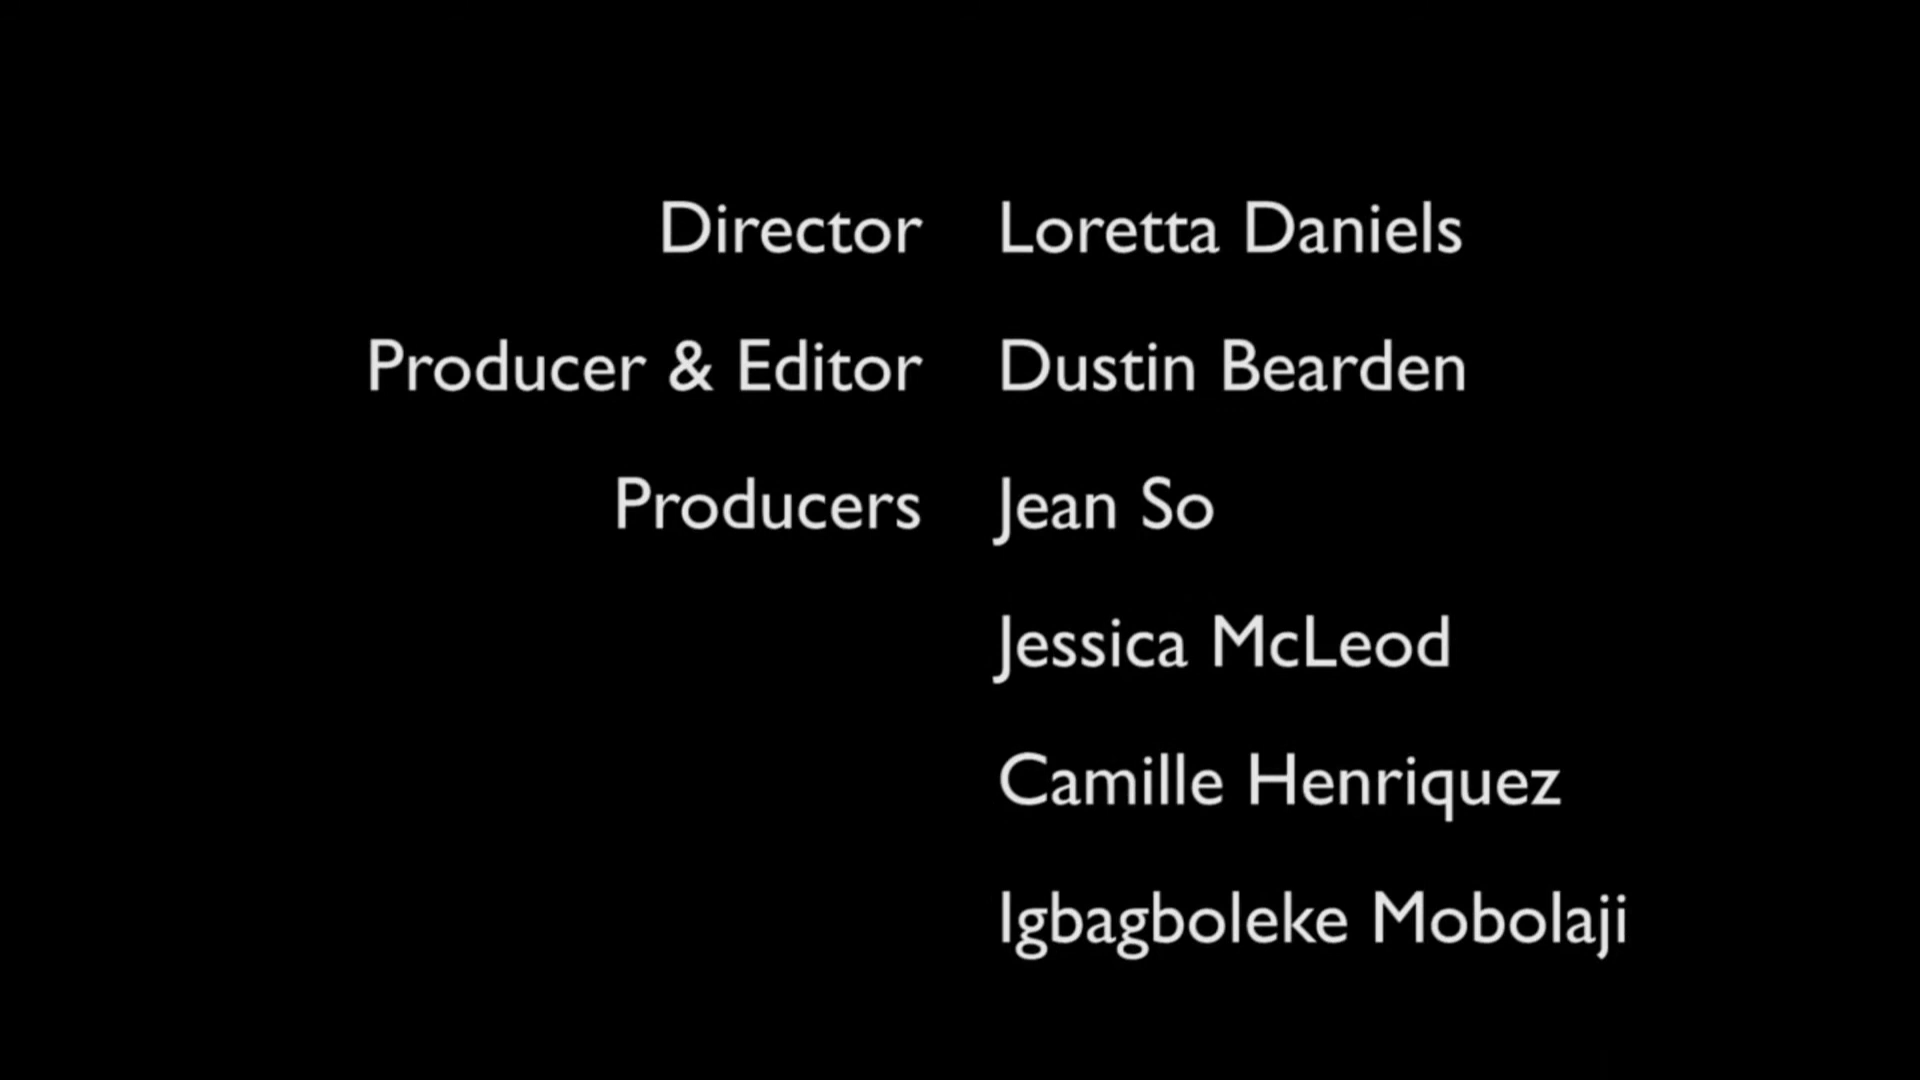 Director Loretta Daniels
Producer & Editor Dustin Bearden
Producers Jean So
Jessica McLeod
Camille Henriquez
Igbagboleke Mobolaji